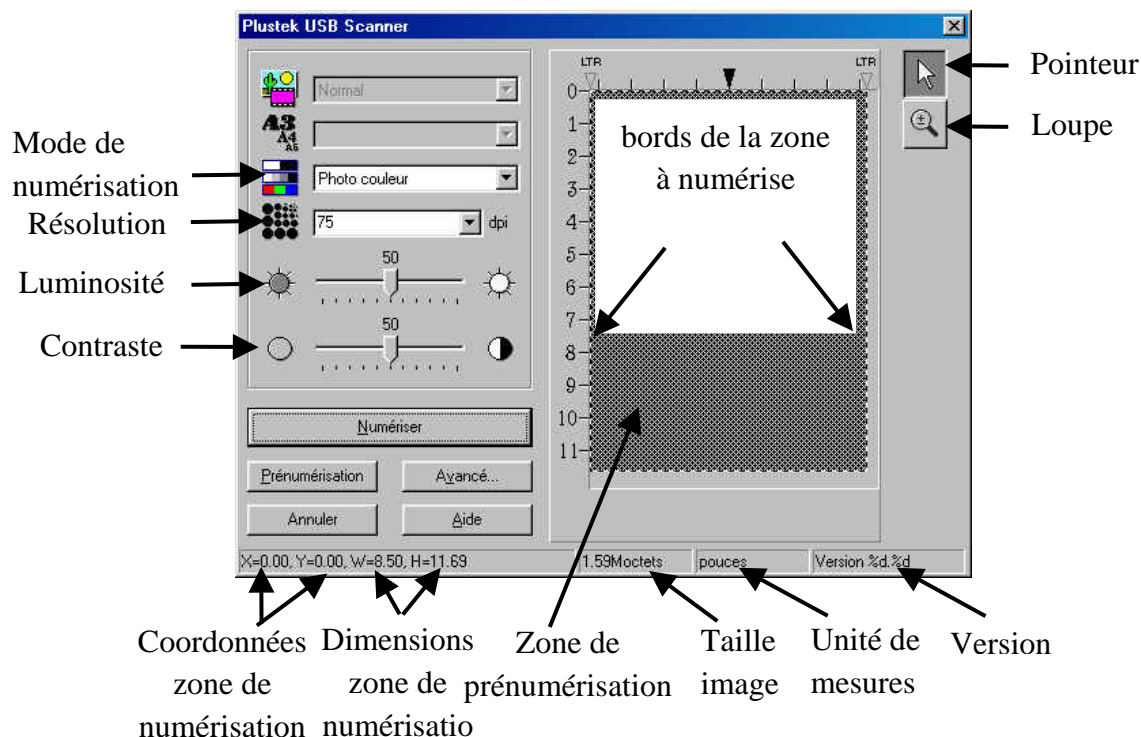 Plustek USB Scanner
Normal
A3
A4
A5
Photo couleur
75 dpi
50
50
Numériser
Prénumérisation
Avancé...
Annuler
Aide
LTR LTR
0
1
2
3
4
5
6
7
8
9
10
11
bords de la zone
à numérise
Pointeur
Loupe
Mode de
numérisation
Résolution
Luminosité
Contraste
X=0.00, Y=0.00, W=8.50, H=11.69
1.59Moctets
pouces
Version %d.%d
Coordonnées
zone de
numérisation
Dimensions
zone de
numérisatio
Zone de
prénumérisation
Taille
image
Unité de
mesures
Version